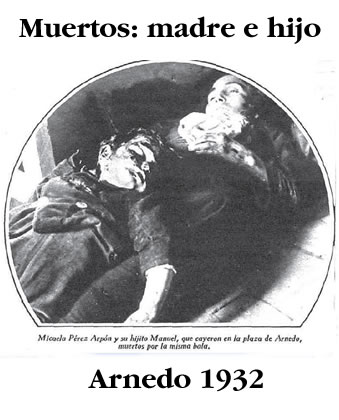 Muertos: madre e hijo
Micaela Pérez Arpón y su hijito Manuel, que cayeron en la plaza de Arnedo,
muertos por la misma bala.
Arnedo 1932